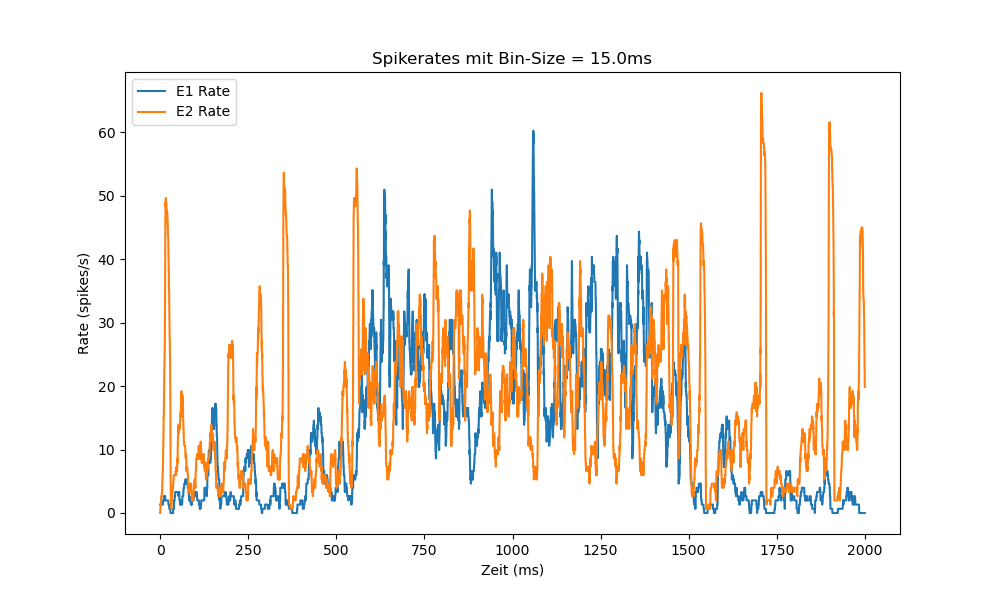 Spikerates mit Bin-Size = 15.0ms
E1 Rate
E2 Rate
Rate (spikes/s)
60
50
40
30
20
10
0
0 250 500 750 1000 1250 1500 1750 2000
Zeit (ms)